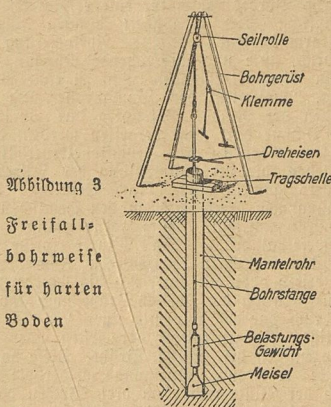 Abbildung 3
Freifall=
bohrweise
für harten
Boden
Seilrolle
Bohrgerüst
Klemme
Dreheisen
Tragschelle
Mantelrohr
Bohrstange
Belastungs-
Gewicht
Meisel